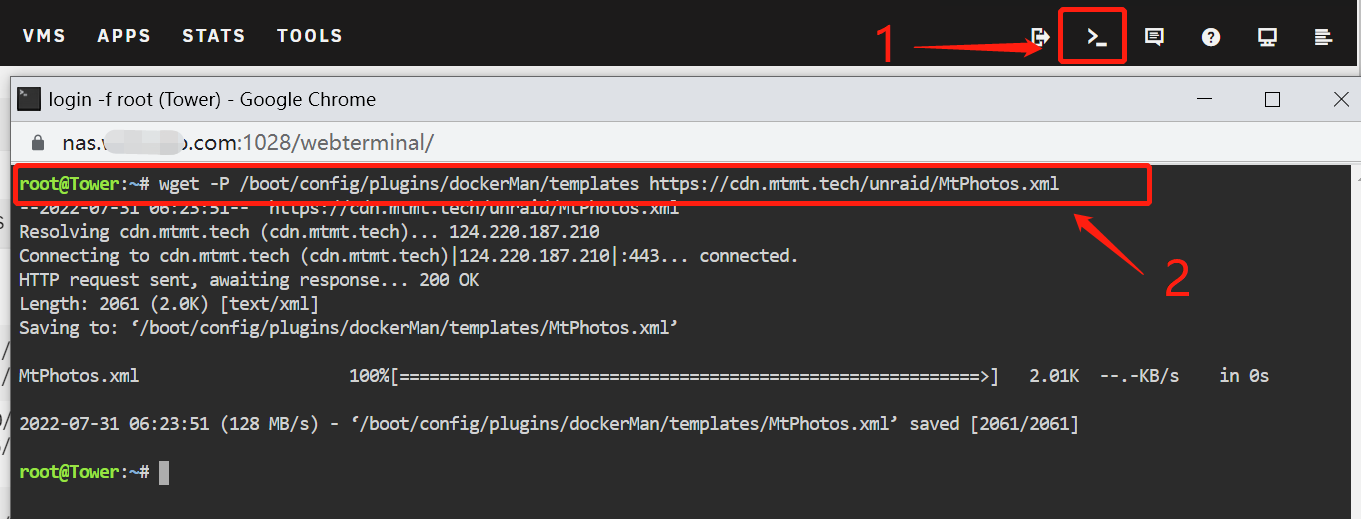 VMS APPS STATS TOOLS
1
login -f root (Tower) - Google Chrome
nas. .com:1028/webterminal/
root@Tower:~# wget -P /boot/config/plugins/dockerMan/templates https://cdn.mtmt.tech/unraid/MtPhotos.xml
--2022-07-31 06:23:51-- https://cdn.mtmt.tech/unraid/MtPhotos.xml
Resolving cdn.mtmt.tech (cdn.mtmt.tech)... 124.220.187.210
Connecting to cdn.mtmt.tech (cdn.mtmt.tech)|124.220.187.210|:443... connected.
HTTP request sent, awaiting response... 200 OK
2
Length: 2061 (2.0K) [text/xml]
Saving to: ‘/boot/config/plugins/dockerMan/templates/MtPhotos.xml’
MtPhotos.xml 100%[==========================================================>] 2.01K --.-KB/s in 0s
2022-07-31 06:23:51 (128 MB/s) - ‘/boot/config/plugins/dockerMan/templates/MtPhotos.xml’ saved [2061/2061]
root@Tower:~#